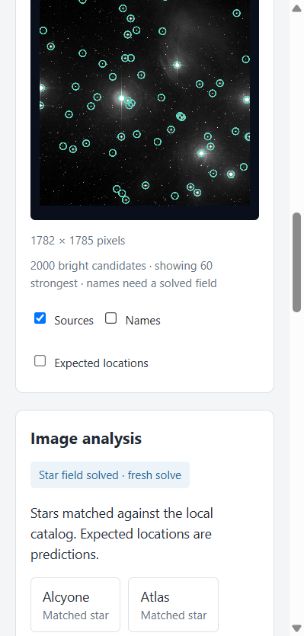 1782 × 1785 pixels
2000 bright candidates · showing 60
strongest · names need a solved field
Sources Names
Expected locations
Image analysis
Star field solved · fresh solve
Stars matched against the local
catalog. Expected locations are
predictions.
Alcyone
Matched star
Atlas
Matched star